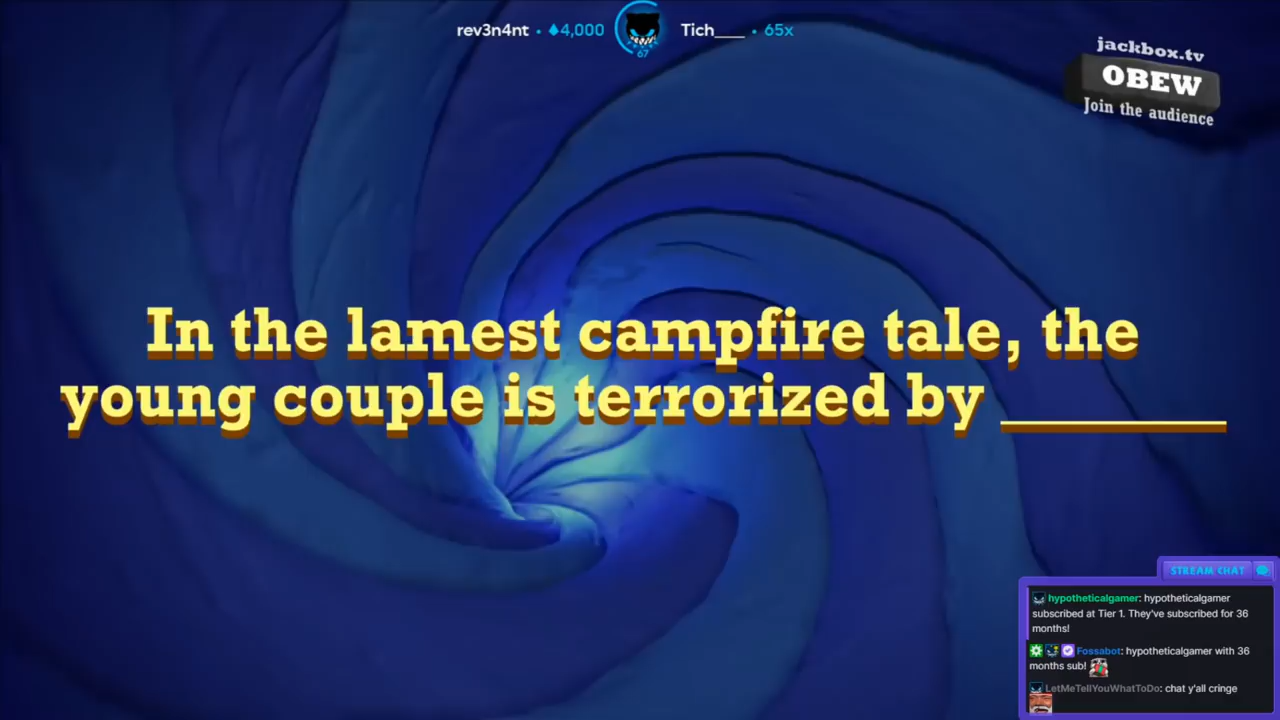 rev3n4nt • 4,000 67 Tich___ • 65x
jackbox.tv
OBEW
Join the audience
In the lamest campfire tale, the
young couple is terrorized by ________
STREAM CHAT
hypotheticalgamer: hypotheticalgamer
subscribed at Tier 1. They've subscribed for 36
months!
Fossabot: hypotheticalgamer with 36
months sub!
LetMeTellYouWhatToDo: chat y'all cringe